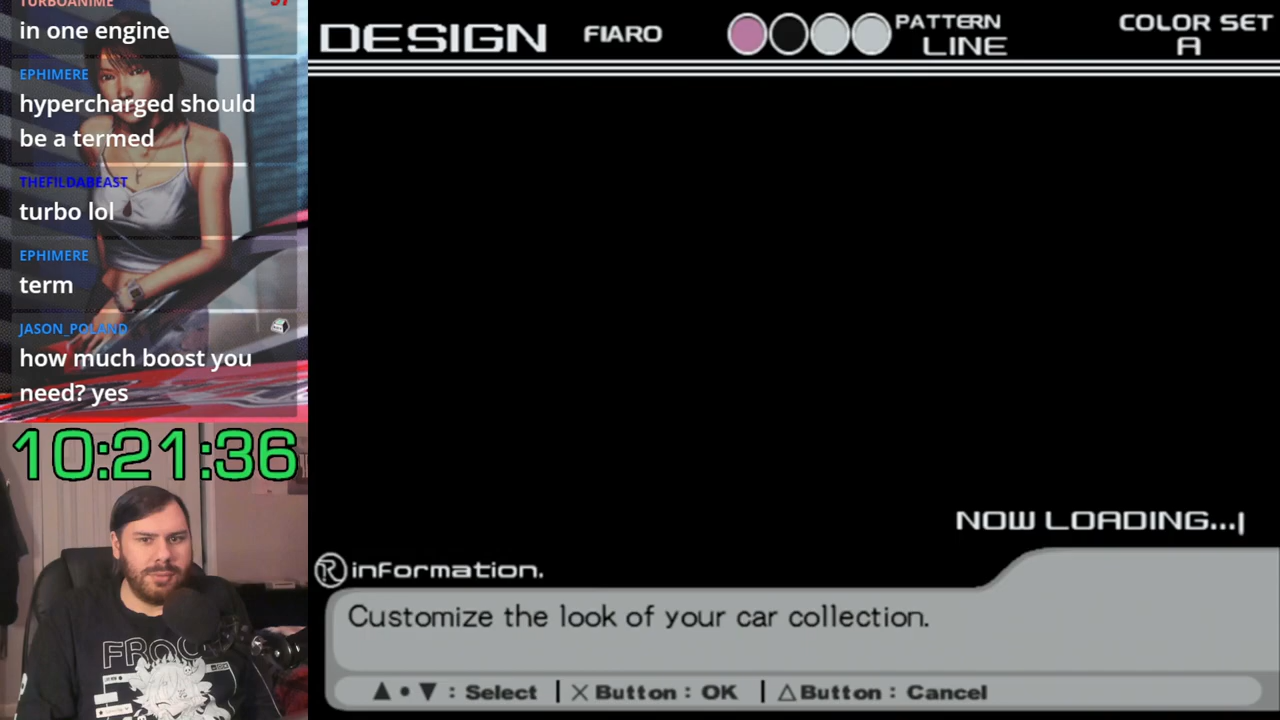 TURBOANIME
in one engine
EPHIMERE
hypercharged should
be a termed
THEFILDABEAST
turbo lol
EPHIMERE
term
JASON_POLAND
how much boost you
need? yes
10:21:36
FROG
DESIGN
FIARO
PATTERN
LINE
COLOR SET
A
NOW LOADING...
R information.
Customize the look of your car collection.
▲ • ▼ : Select | ✕ Button : OK | △ Button : Cancel